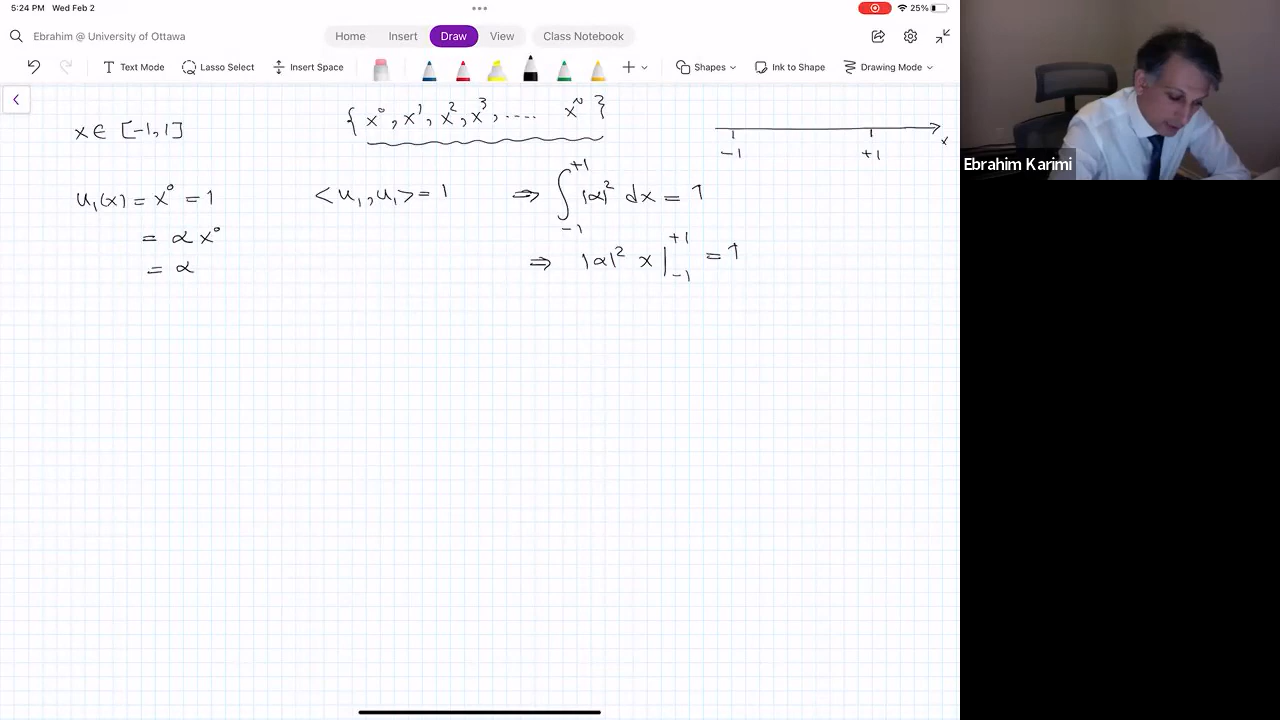 5:24 PM Wed Feb 2
25%
Ebrahim @ University of Ottawa
Home Insert Draw View Class Notebook
Text Mode Lasso Select Insert Space Shapes Ink to Shape Drawing Mode
x ∈ [-1, 1]
{ x⁰, x¹, x², x³, .... xⁿ }
-1 +1 x
u₁(x) = x⁰ = 1
<u₁, u₁> = 1
⇒ ∫₋₁⁺¹ |α|² dx = 1
= α x⁰
= α
⇒ |α|² x |₋₁⁺¹ = 1
Ebrahim Karimi